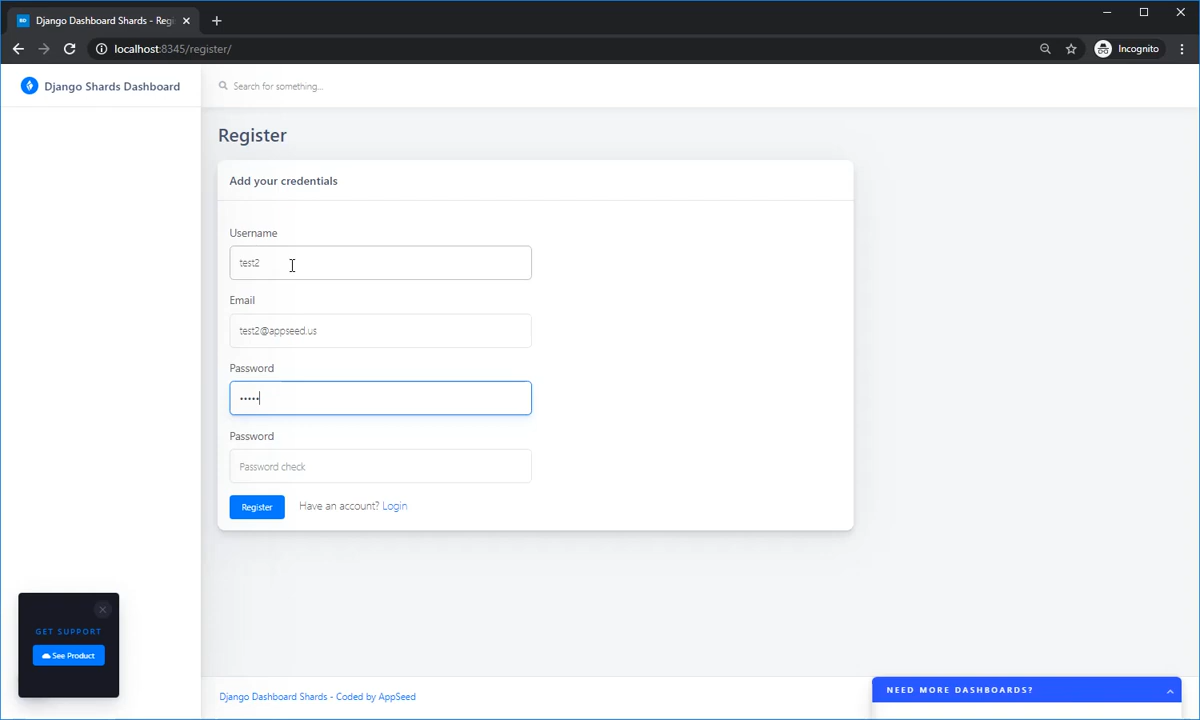 Django Dashboard Shards - Regi
localhost:8345/register/
Incognito
Django Shards Dashboard
Search for something...
Register
Add your credentials
Username
test2
Email
test2@appseed.us
Password
•••••
Password
Password check
Register
Have an account? Login
GET SUPPORT
See Product
Django Dashboard Shards - Coded by AppSeed
NEED MORE DASHBOARDS?